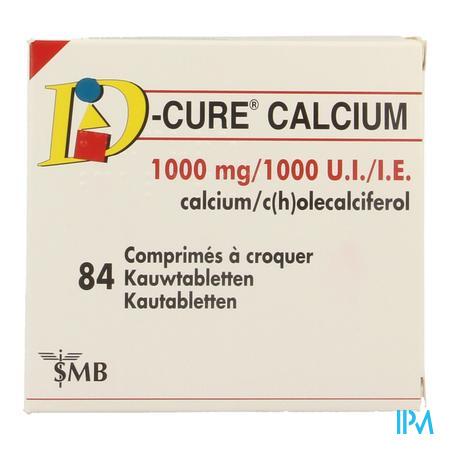 D-CURE® CALCIUM
1000 mg/1000 U.I./I.E.
calcium/c(h)olecalciferol
84
Comprimés à croquer
Kauwtabletten
Kautabletten
SMB
IPM